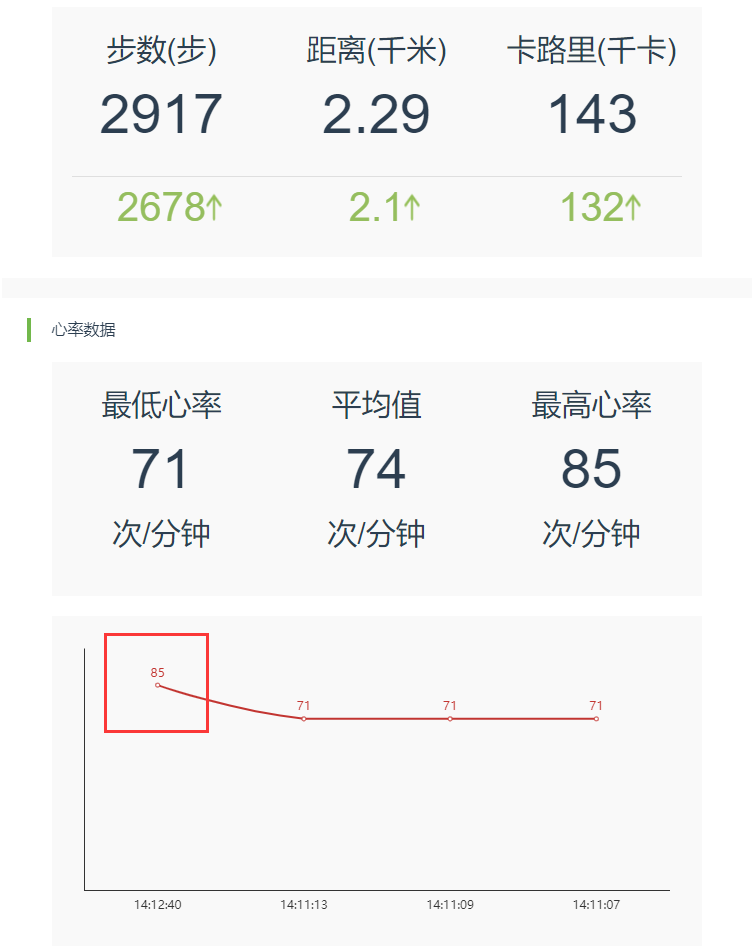 步数(步) 距离(千米) 卡路里(千卡)
2917 2.29 143
2678↑ 2.1↑ 132↑
心率数据
最低心率 平均值 最高心率
71 74 85
次/分钟 次/分钟 次/分钟
85
71 71 71
14:12:40 14:11:13 14:11:09 14:11:07